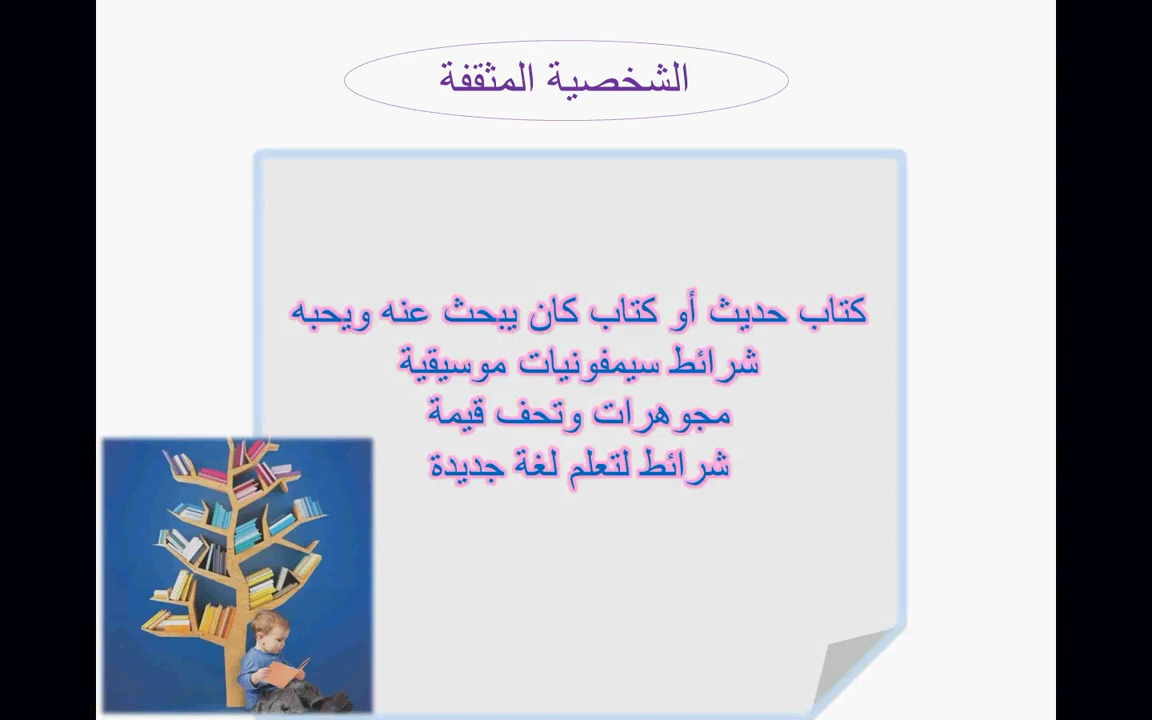 الشخصية المثقفة
كتاب حديث أو كتاب كان يبحث عنه ويحبه
شرائط سيمفونيات موسيقية
مجوهرات وتحف قيمة
شرائط لتعلم لغة جديدة